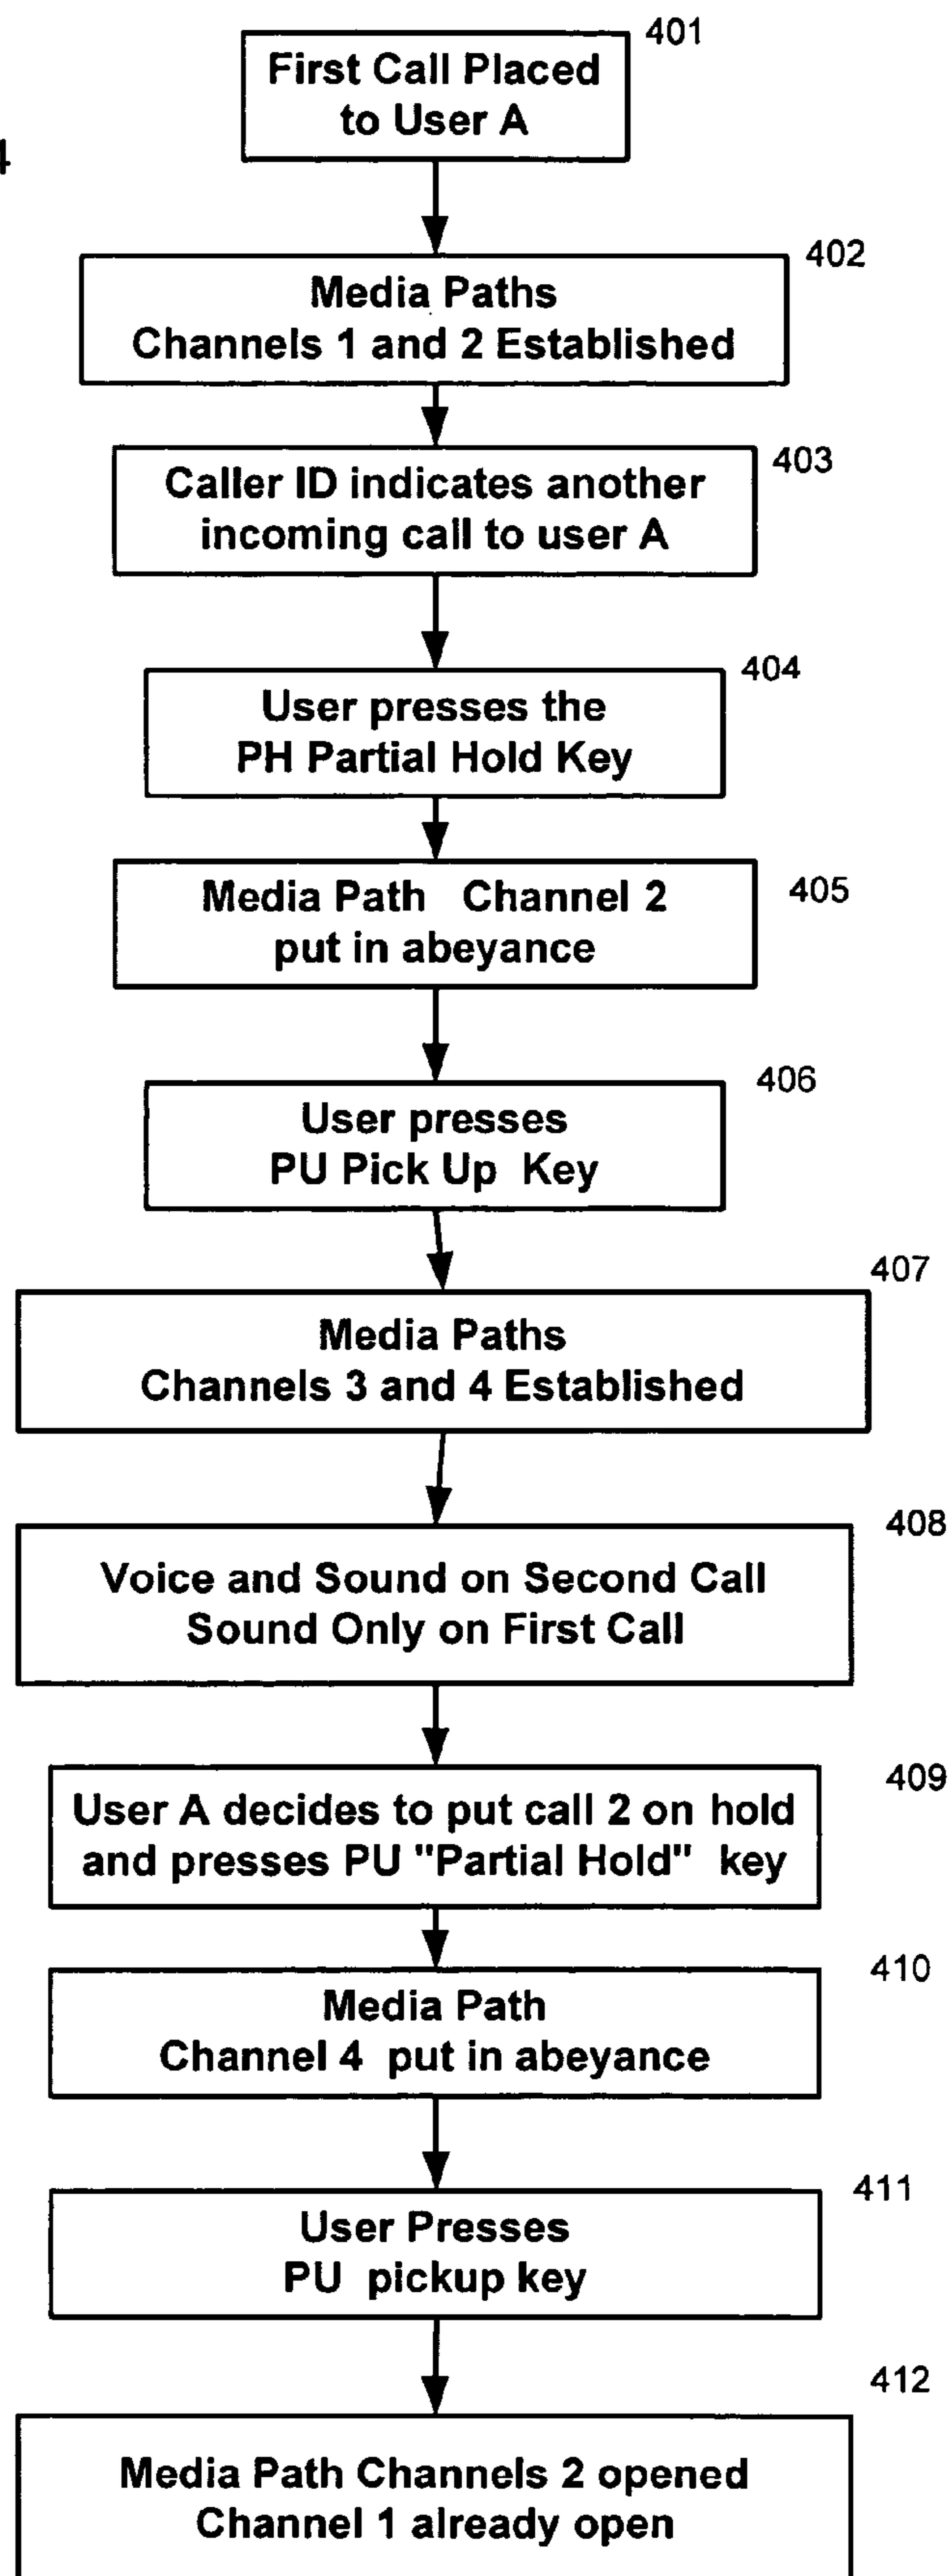 401
First Call Placed
to User A
4
402
Media Paths
Channels 1 and 2 Established
403
Caller ID indicates another
incoming call to user A
404
User presses the
PH Partial Hold Key
405
Media Path Channel 2
put in abeyance
406
User presses
PU Pick Up Key
407
Media Paths
Channels 3 and 4 Established
408
Voice and Sound on Second Call
Sound Only on First Call
409
User A decides to put call 2 on hold
and presses PU "Partial Hold" key
410
Media Path
Channel 4 put in abeyance
411
User Presses
PU pickup key
412
Media Path Channels 2 opened
Channel 1 already open